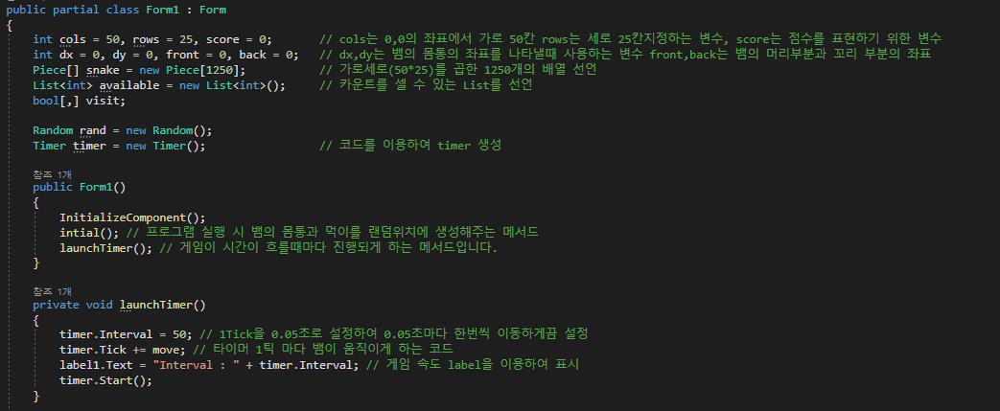 public partial class Form1 : Form
{
int cols = 50, rows = 25, score = 0; // cols는 0,0의 좌표에서 가로 50칸 rows는 세로 25칸지정하는 변수, score는 점수를 표현하기 위한 변수
int dx = 0, dy = 0, front = 0, back = 0; // dx,dy는 뱀의 몸통의 좌표를 나타낼때 사용하는 변수 front,back는 뱀의 머리부분과 꼬리 부분의 좌표
Piece[] snake = new Piece[1250]; // 가로세로(50*25)를 곱한 1250개의 배열 선언
List<int> available = new List<int>(); // 카운트를 셀 수 있는 List를 선언
bool[,] visit;
Random rand = new Random();
Timer timer = new Timer(); // 코드를 이용하여 timer 생성
참조 1개
public Form1()
{
InitializeComponent();
intial(); // 프로그램 실행 시 뱀의 몸통과 먹이를 랜덤위치에 생성해주는 메서드
launchTimer(); // 게임이 시간이 흐를때마다 진행되게 하는 메서드입니다.
}
참조 1개
private void launchTimer()
{
timer.Interval = 50; // 1Tick을 0.05초로 설정하여 0.05초마다 한번씩 이동하게끔 설정
timer.Tick += move; // 타이머 1틱 마다 뱀이 움직이게 하는 코드
label1.Text = "Interval : " + timer.Interval; // 게임 속도 label을 이용하여 표시
timer.Start();
}